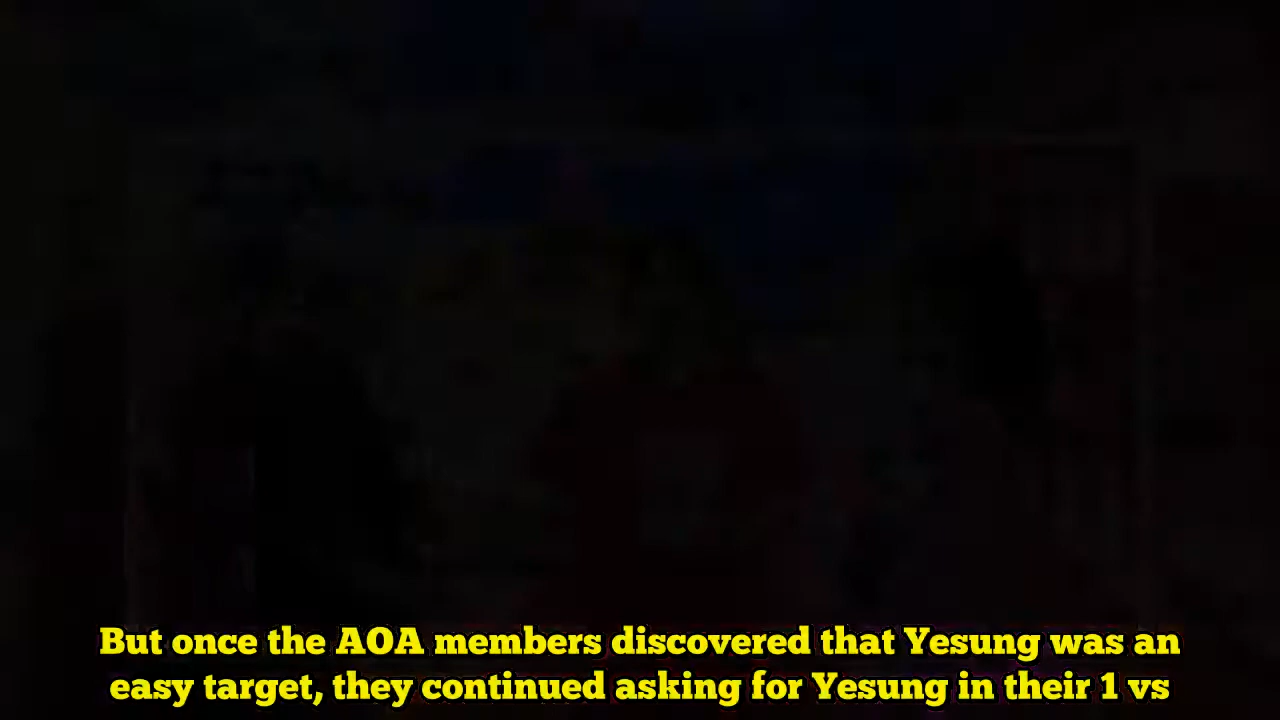 But once the AOA members discovered that Yesung was an
easy target, they continued asking for Yesung in their 1 vs